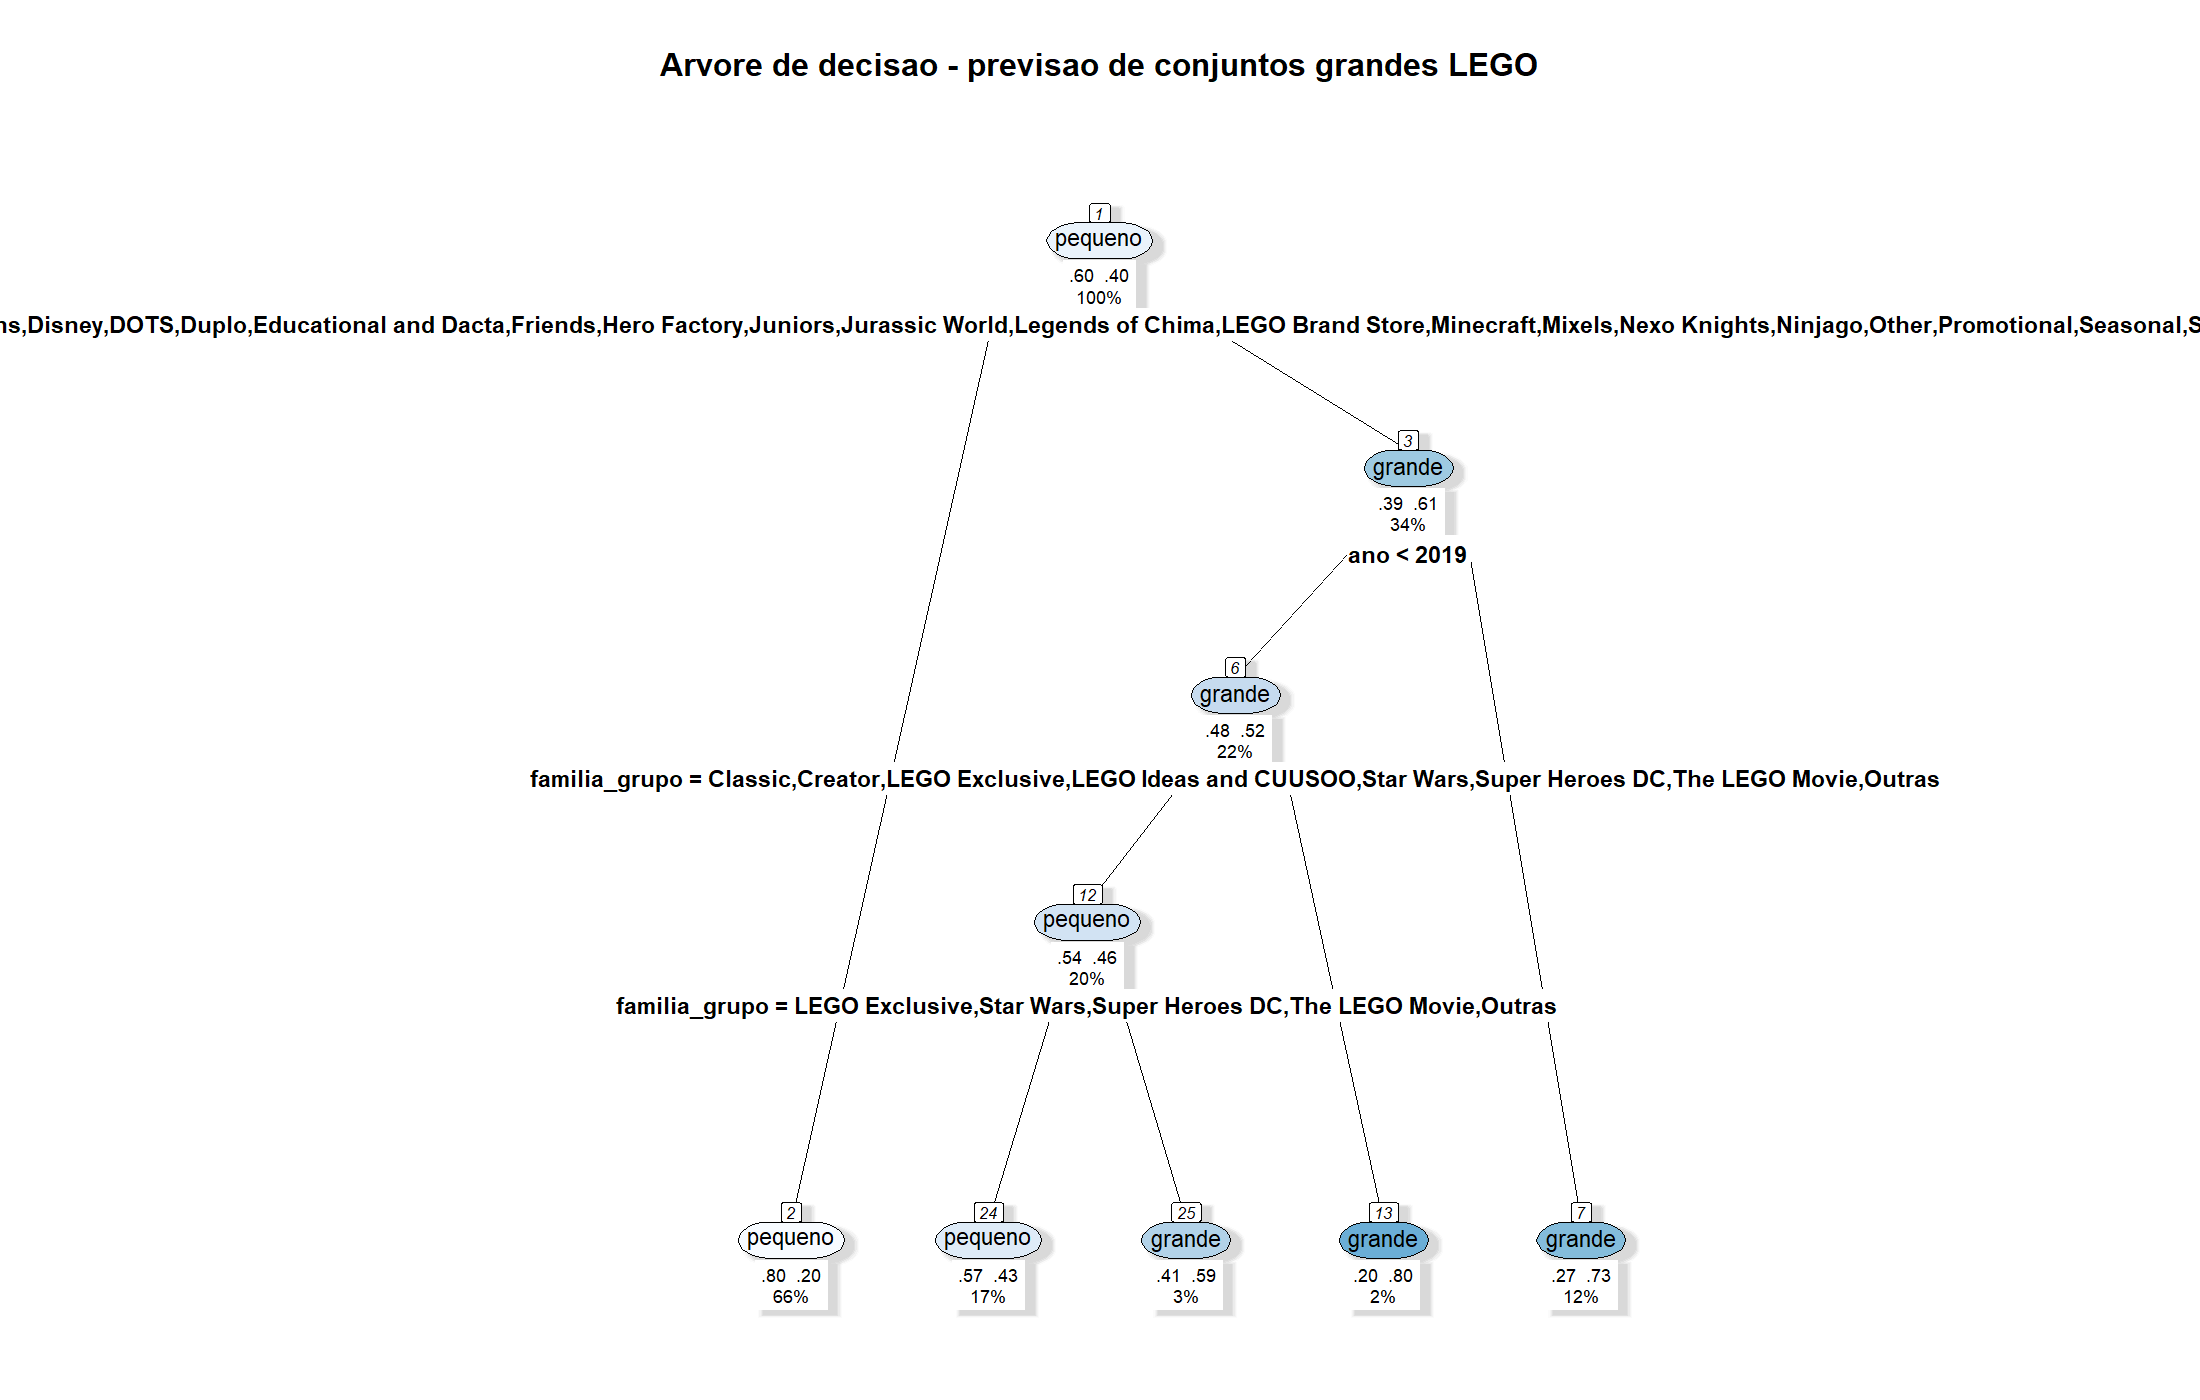 Arvore de decisao - previsao de conjuntos grandes LEGO
1
pequeno
.60 .40
100%
Disney,DOTS,Duplo,Educational and Dacta,Friends,Hero Factory,Juniors,Jurassic World,Legends of Chima,LEGO Brand Store,Minecraft,Mixels,Nexo Knights,Ninjago,Other,Promotional,Seasonal,
3
grande
.39 .61
34%
ano < 2019
6
grande
.48 .52
22%
familia_grupo = Classic,Creator,LEGO Exclusive,LEGO Ideas and CUUSOO,Star Wars,Super Heroes DC,The LEGO Movie,Outras
12
pequeno
.54 .46
20%
familia_grupo = LEGO Exclusive,Star Wars,Super Heroes DC,The LEGO Movie,Outras
2
pequeno
.80 .20
66%
24
pequeno
.57 .43
17%
25
grande
.41 .59
3%
13
grande
.20 .80
2%
7
grande
.27 .73
12%